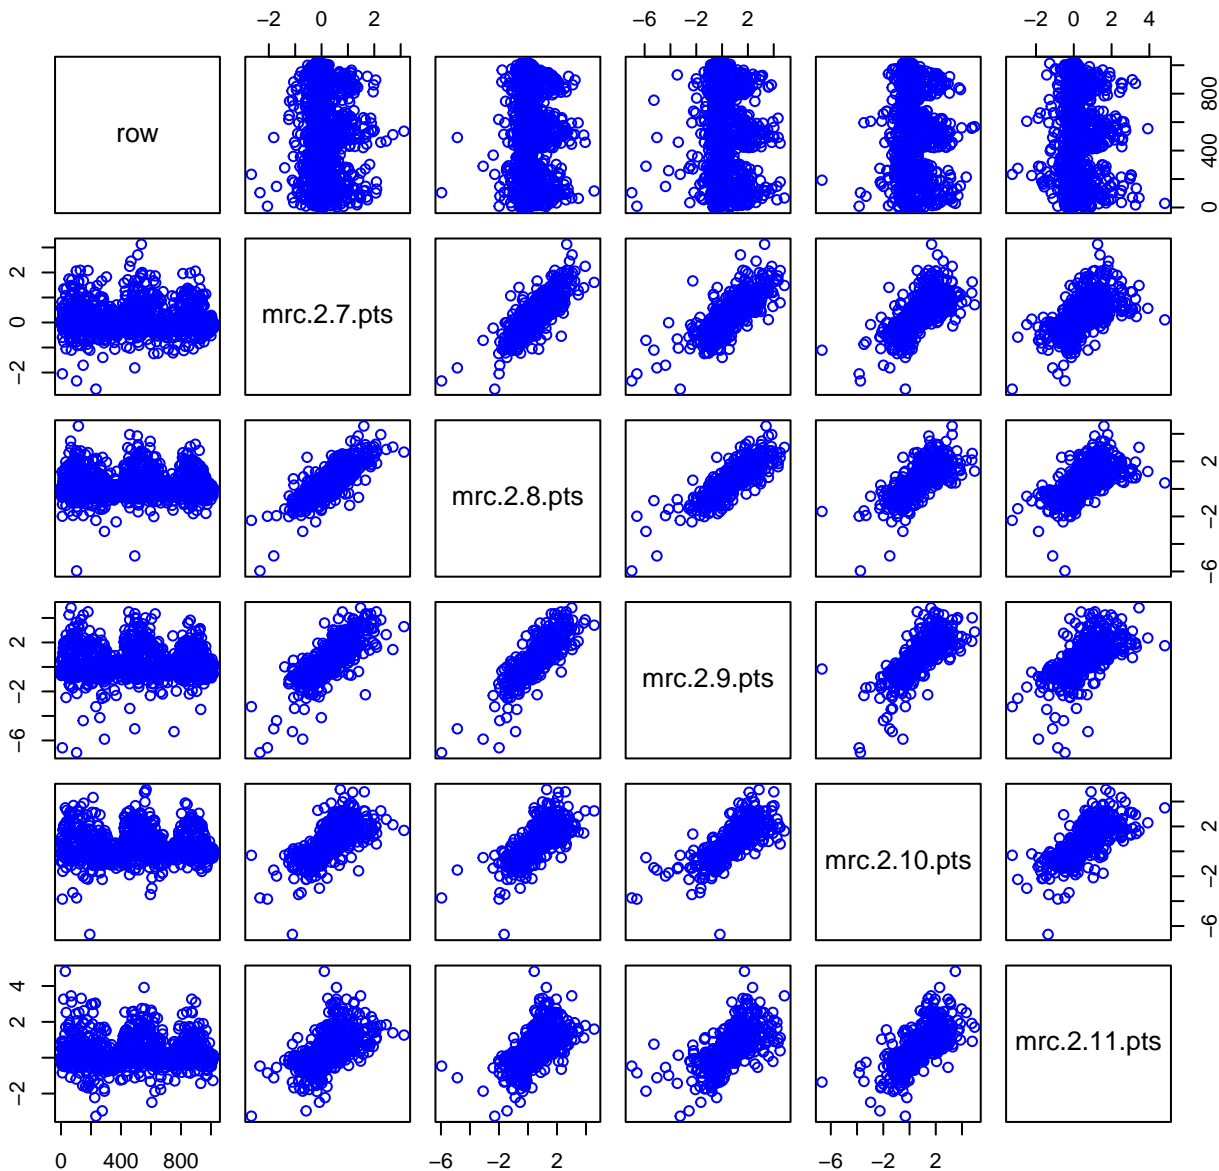 −2 0 2 −6 −2 2 −2 0 2 4
row 0 400 800
−2 0 2 mrc.2.7.pts
mrc.2.8.pts −6 −2 2
−6 −2 2 mrc.2.9.pts
mrc.2.10.pts −6 −2 2
−2 0 2 4 mrc.2.11.pts
0 400 800 −6 −2 2 −6 −2 2